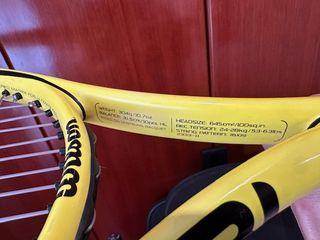 WEIGHT: 304g/10.7oz
BALANCE: 31.5cm/10pts HL
HEADSIZE: 645cm²/100sq.in.
REC. TENSION: 24-28kg/53-63lbs
STRING PATTERN: 16x19
Wilson